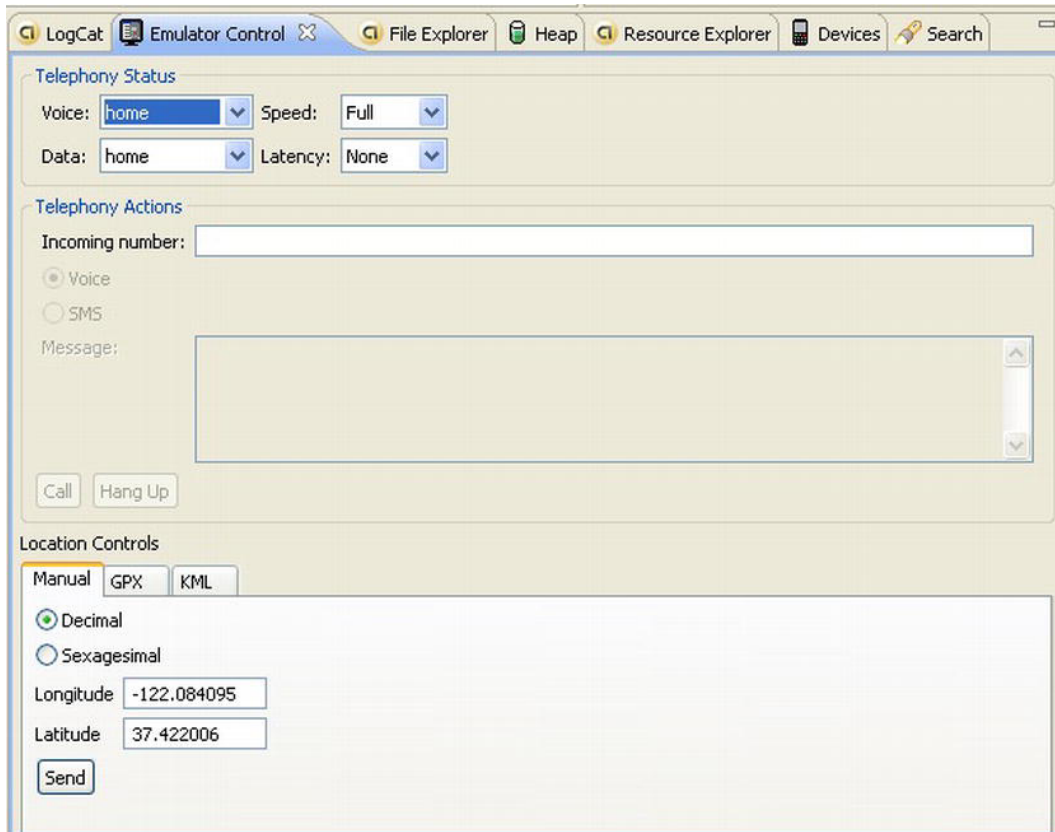 LogCat Emulator Control File Explorer Heap Resource Explorer Devices Search
Telephony Status
Voice: home Speed: Full
Data: home Latency: None
Telephony Actions
Incoming number:
Voice
SMS
Message:
Call Hang Up
Location Controls
Manual GPX KML
Decimal
Sexagesimal
Longitude -122.084095
Latitude 37.422006
Send